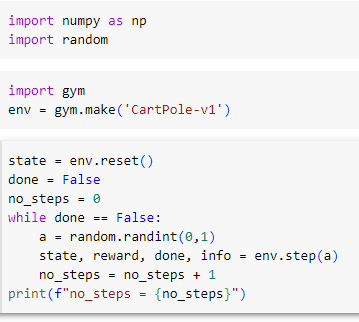 import numpy as np
import random
import gym
env = gym.make('CartPole-v1')
state = env.reset()
done = False
no_steps = 0
while done == False:
    a = random.randint(0,1)
    state, reward, done, info = env.step(a)
    no_steps = no_steps + 1
print(f"no_steps = {no_steps}")